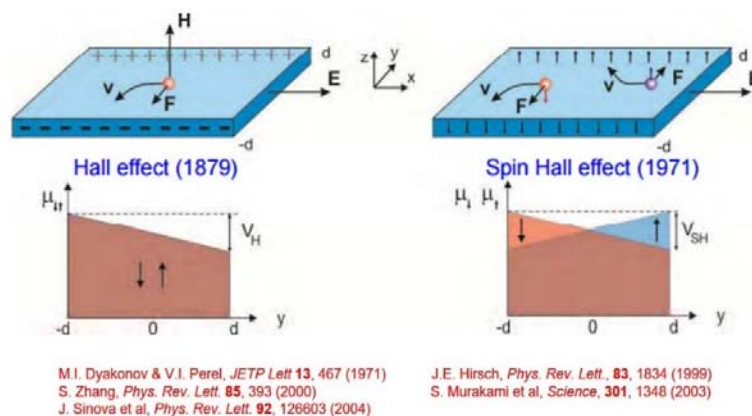 H
d
E
v
F
-d
z
y
x
d
E
v
F
v
F
-d
Hall effect (1879)
Spin Hall effect (1971)
μ↓↑
V_H
-d 0 d y
μ↓ μ↑
V_SH
-d 0 d y
M.I. Dyakonov & V.I. Perel, JETP Lett 13, 467 (1971)
S. Zhang, Phys. Rev. Lett. 85, 393 (2000)
J. Sinova et al, Phys. Rev. Lett. 92, 126603 (2004)
J.E. Hirsch, Phys. Rev. Lett., 83, 1834 (1999)
S. Murakami et al, Science, 301, 1348 (2003)